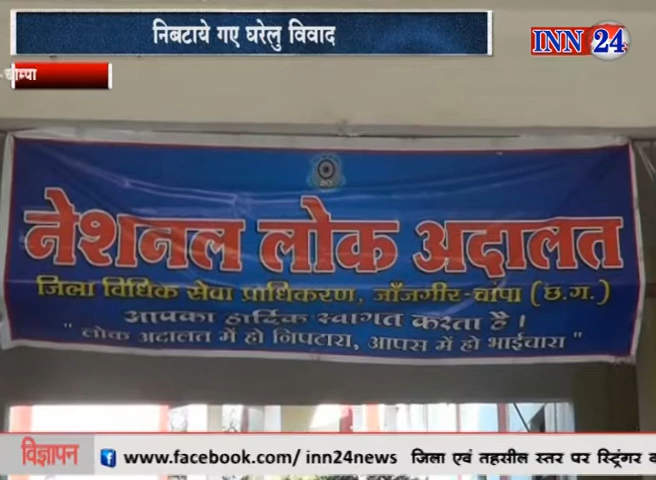 निबटाये गए घरेलु विवाद
INN 24
चाम्पा
नेशनल लोक अदालत
जिला विधिक सेवा प्राधिकरण, जाँजगीर-चांपा (छ.ग.)
आपका हार्दिक स्वागत करता है।
" लोक अदालत में हो निपटारा, आपस में हो भाईचारा "
विज्ञापन
www.facebook.com/ inn24news जिला एवं तहसील स्तर पर स्ट्रिंगर